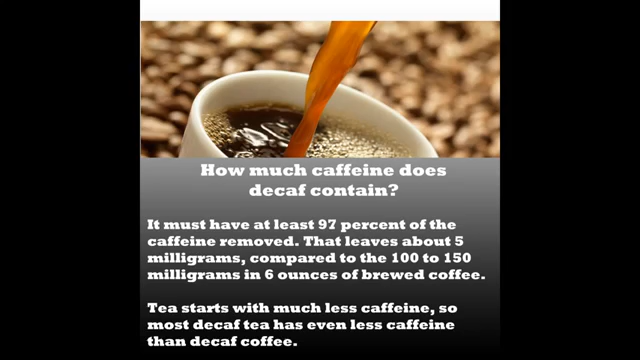 How much caffeine does
decaf contain?
It must have at least 97 percent of the
caffeine removed. That leaves about 5
milligrams, compared to the 100 to 150
milligrams in 6 ounces of brewed coffee.
Tea starts with much less caffeine, so
most decaf tea has even less caffeine
than decaf coffee.